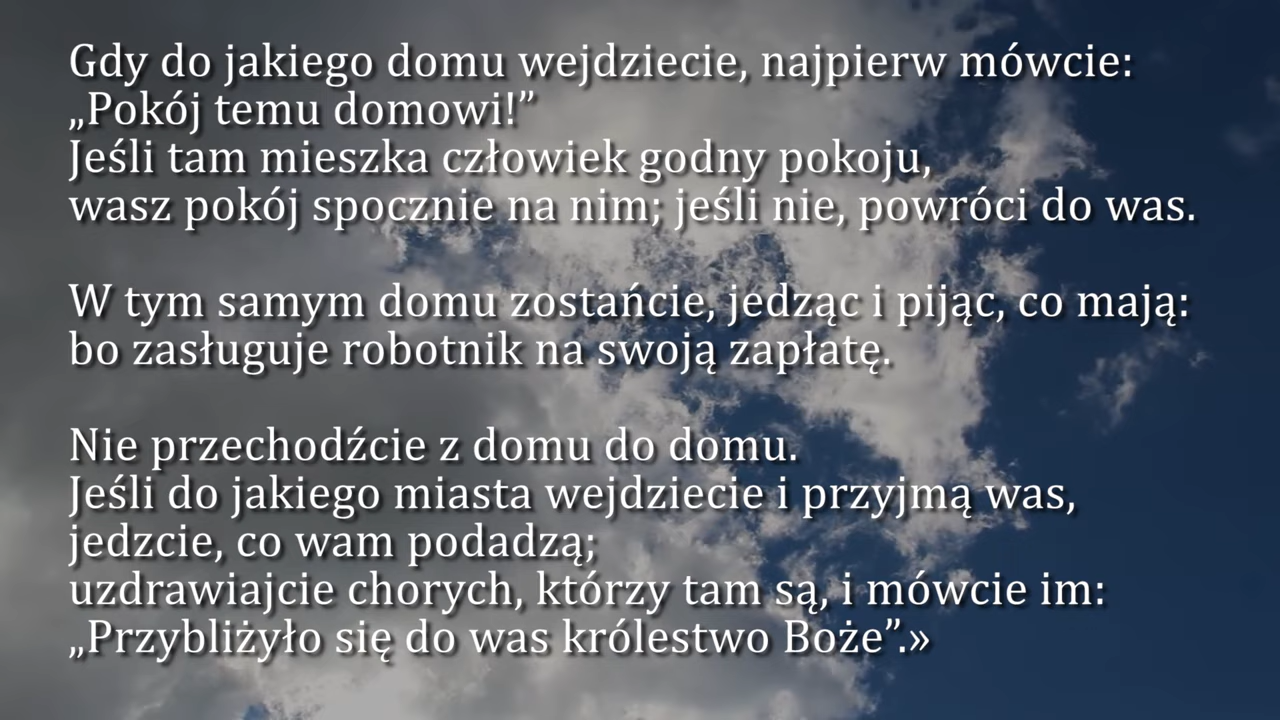 Gdy do jakiego domu wejdziecie, najpierw mówcie:
„Pokój temu domowi!”
Jeśli tam mieszka człowiek godny pokoju,
wasz pokój spocznie na nim; jeśli nie, powróci do was.
W tym samym domu zostańcie, jedząc i pijąc, co mają:
bo zasługuje robotnik na swoją zapłatę.
Nie przechodźcie z domu do domu.
Jeśli do jakiego miasta wejdziecie i przyjmą was,
jedzcie, co wam podadzą;
uzdrawiajcie chorych, którzy tam są, i mówcie im:
„Przybliżyło się do was królestwo Boże”.»